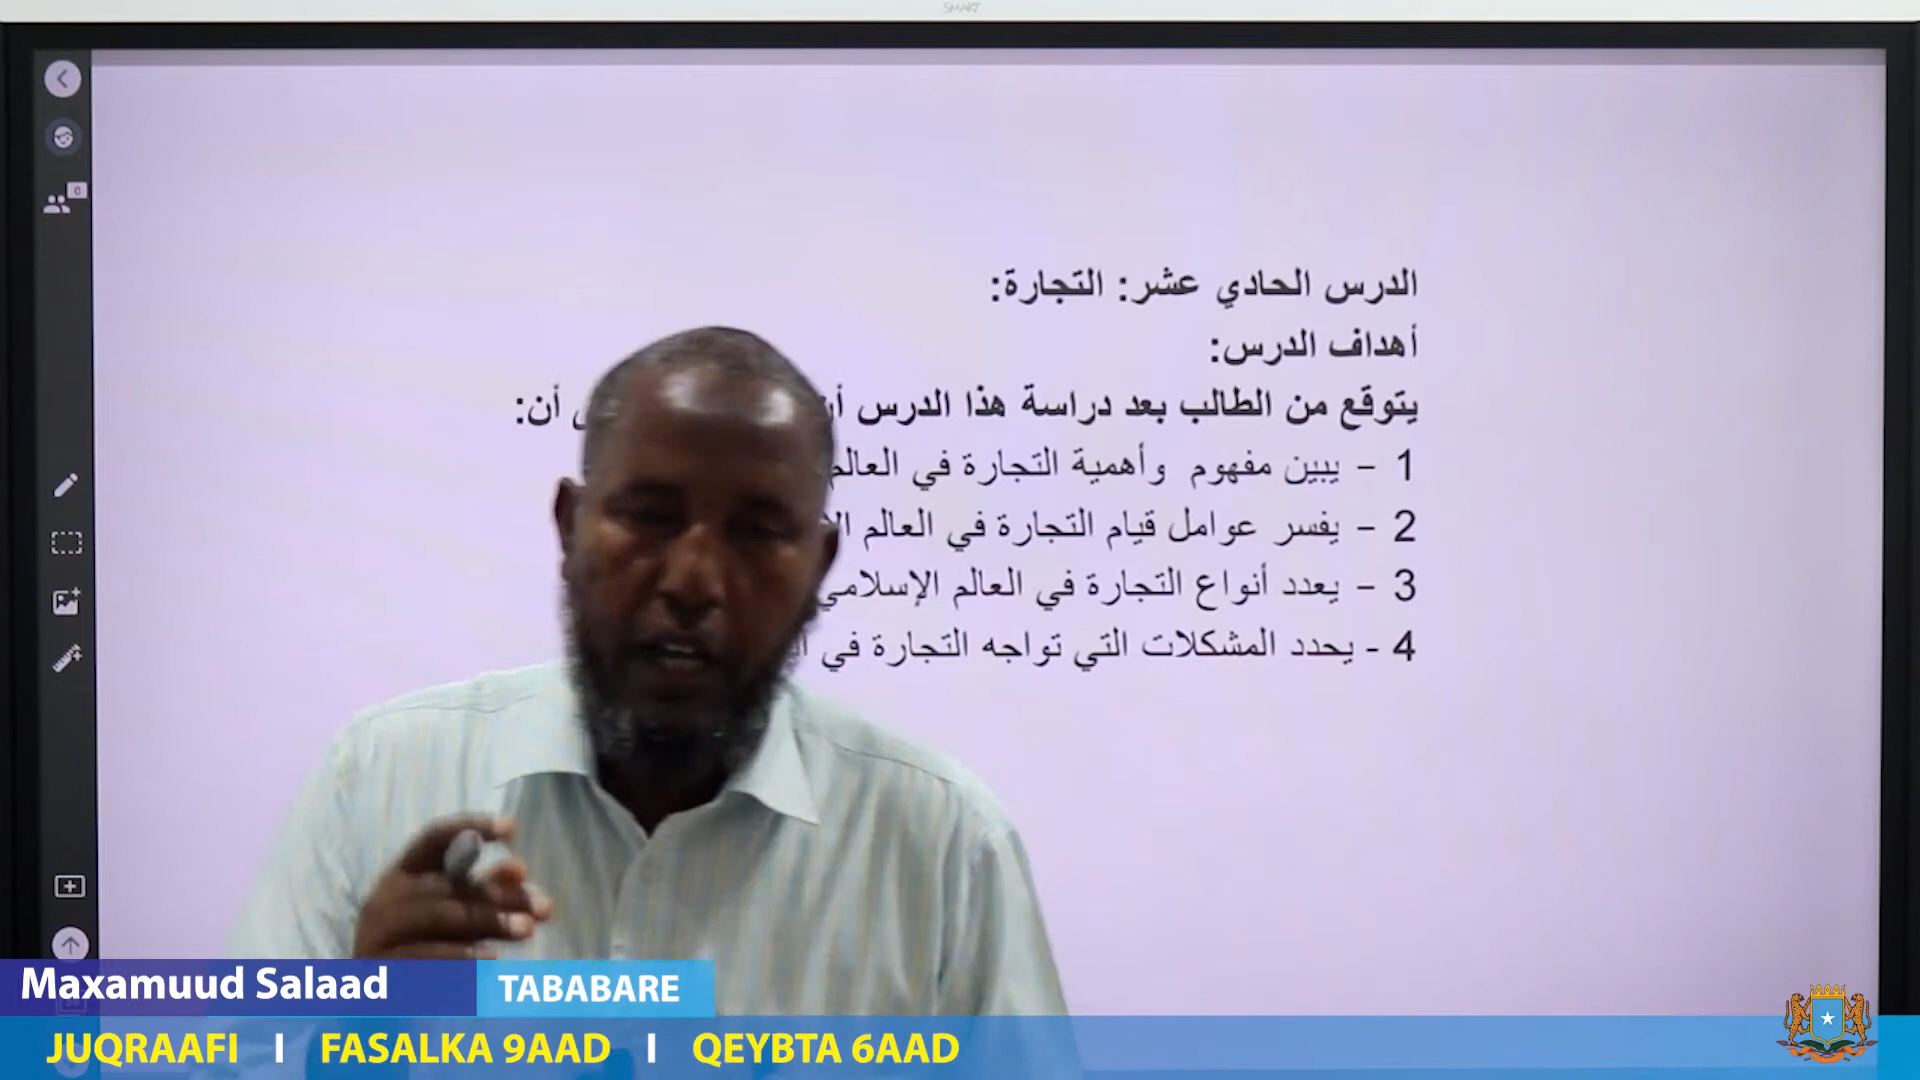 SMART
0
الدرس الحادي عشر: التجارة:
أهداف الدرس:
يتوقع من الطالب بعد دراسة هذا الدرس أن:
1 – يبين مفهوم وأهمية التجارة في العالم
2 – يفسر عوامل قيام التجارة في العالم
3 – يعدد أنواع التجارة في العالم الإسلامي
4 - يحدد المشكلات التي تواجه التجارة في
Maxamuud Salaad
TABABARE
JUQRAAFI I FASALKA 9AAD I QEYBTA 6AAD